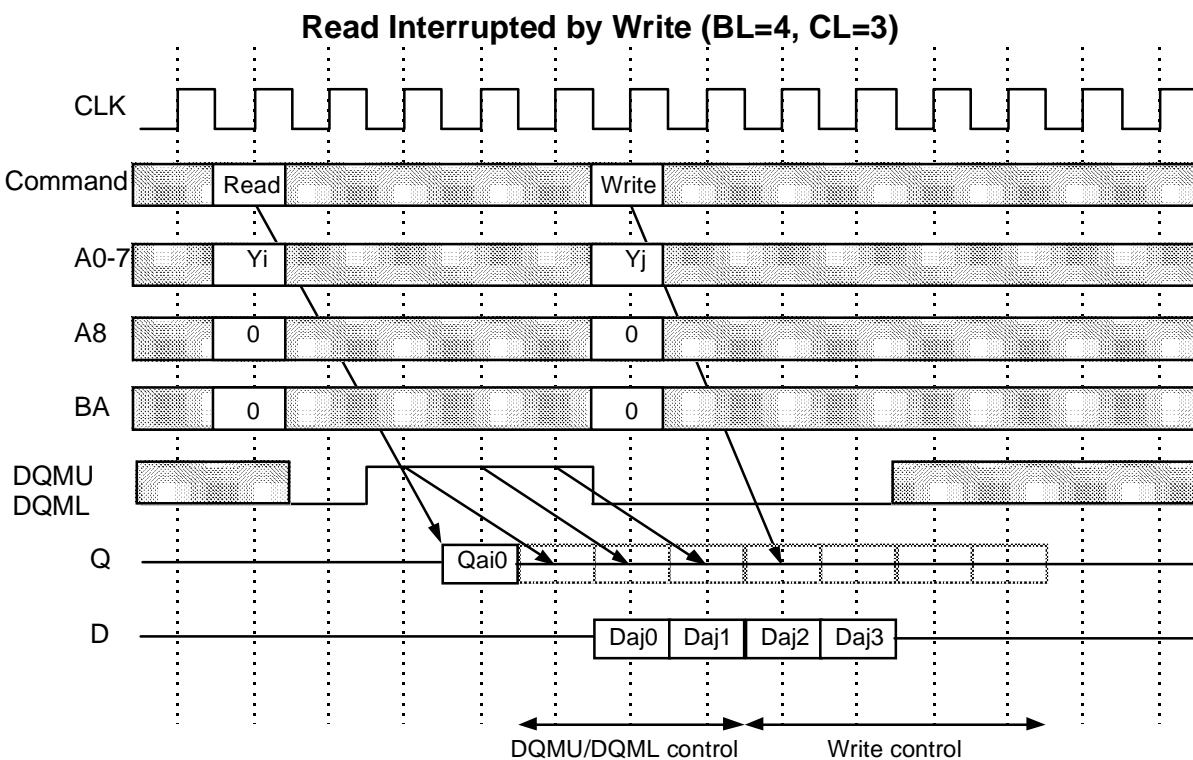 Read Interrupted by Write (BL=4, CL=3)
CLK
Command Read Write
A0-7 Yi Yj
A8 0 0
BA 0 0
DQMU
DQML
Q Qai0
D Daj0 Daj1 Daj2 Daj3
DQMU/DQML control Write control